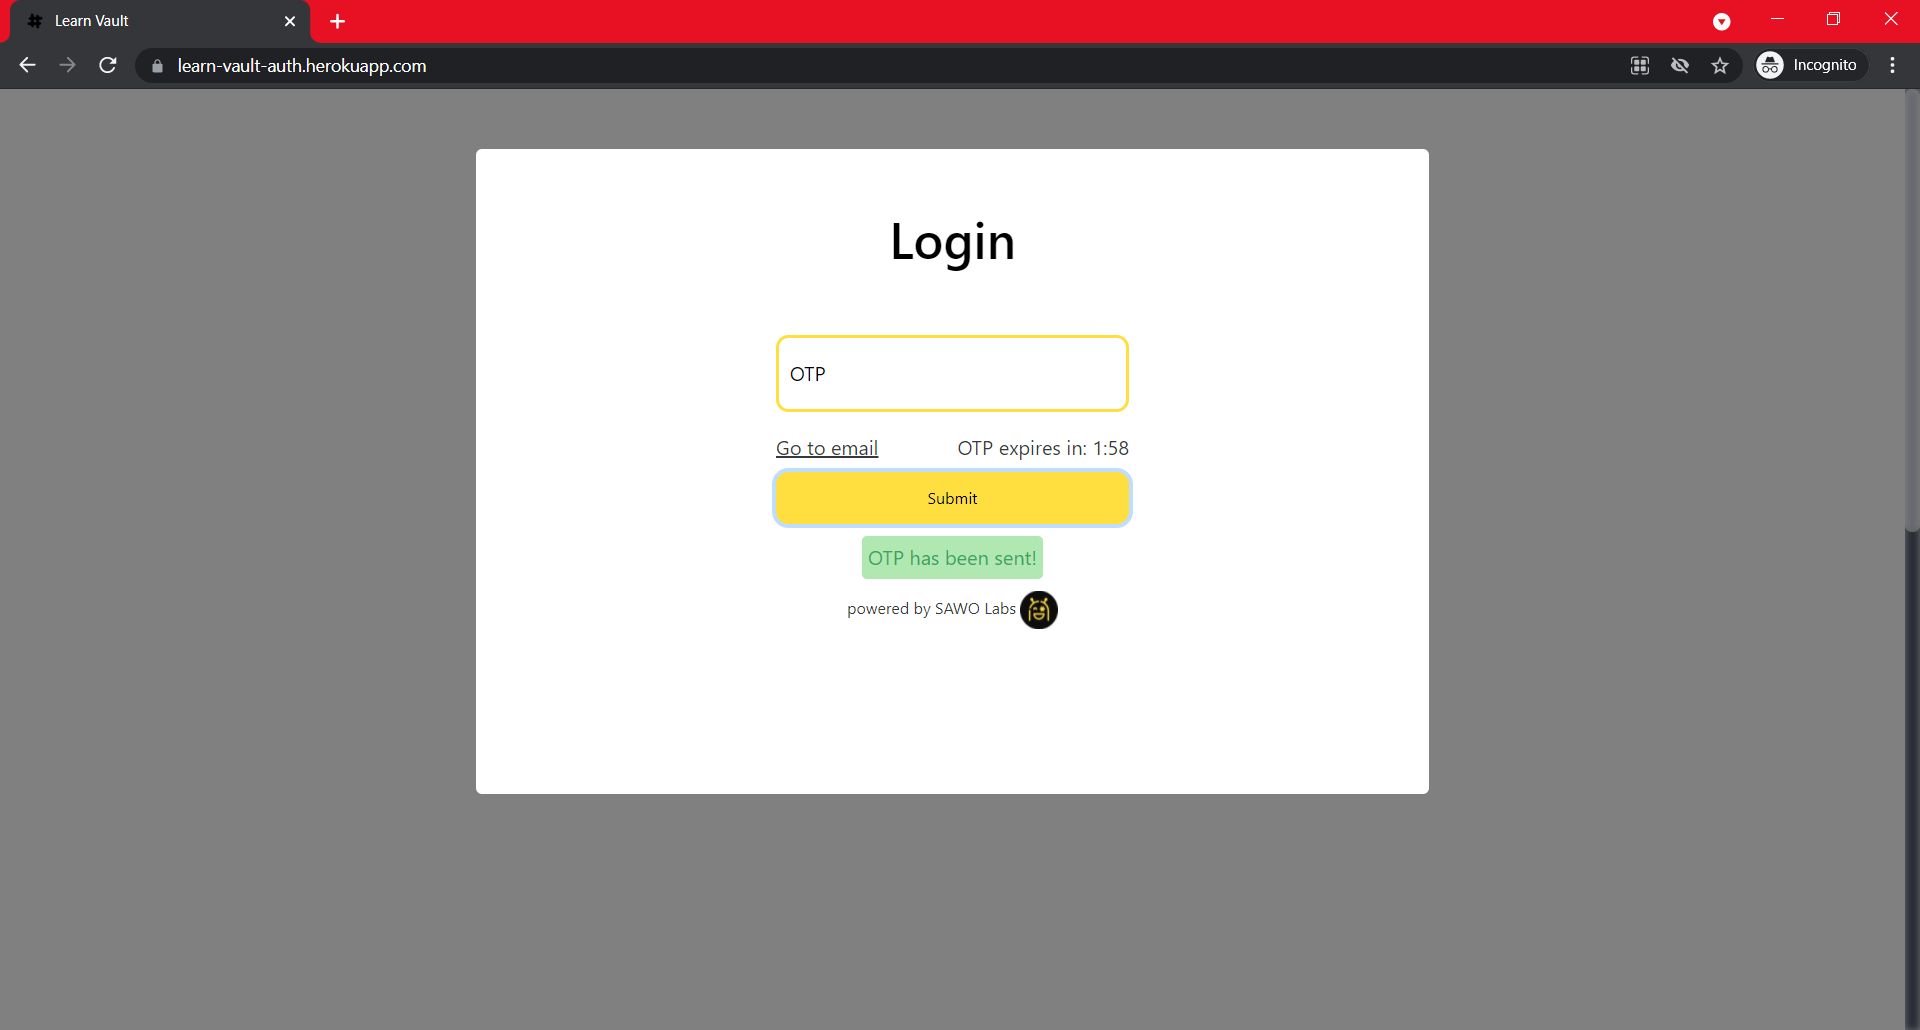 Learn Vault
learn-vault-auth.herokuapp.com
Incognito
Login
OTP
Go to email
OTP expires in: 1:58
Submit
OTP has been sent!
powered by SAWO Labs